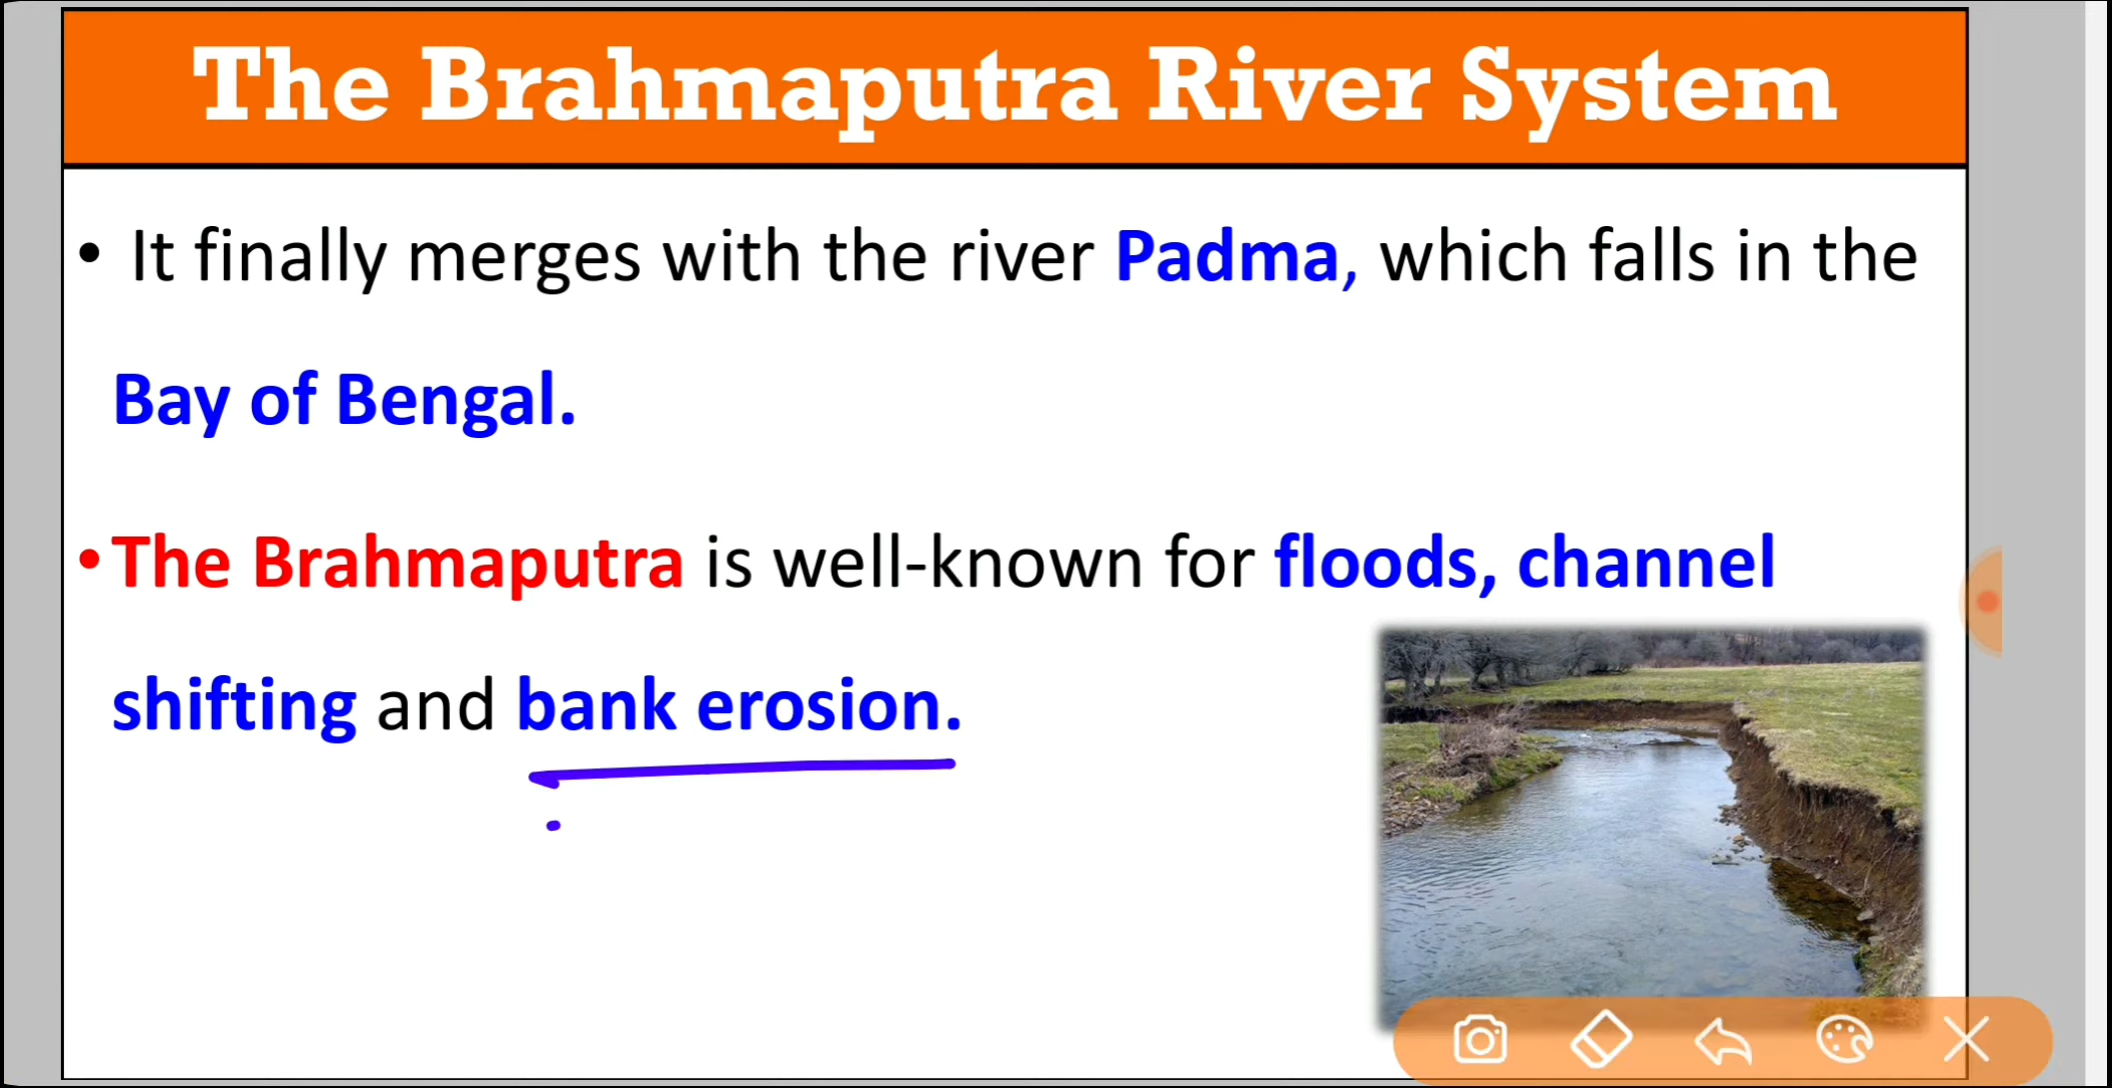 The Brahmaputra River System
• It finally merges with the river Padma, which falls in the
Bay of Bengal.
• The Brahmaputra is well-known for floods, channel
shifting and bank erosion.